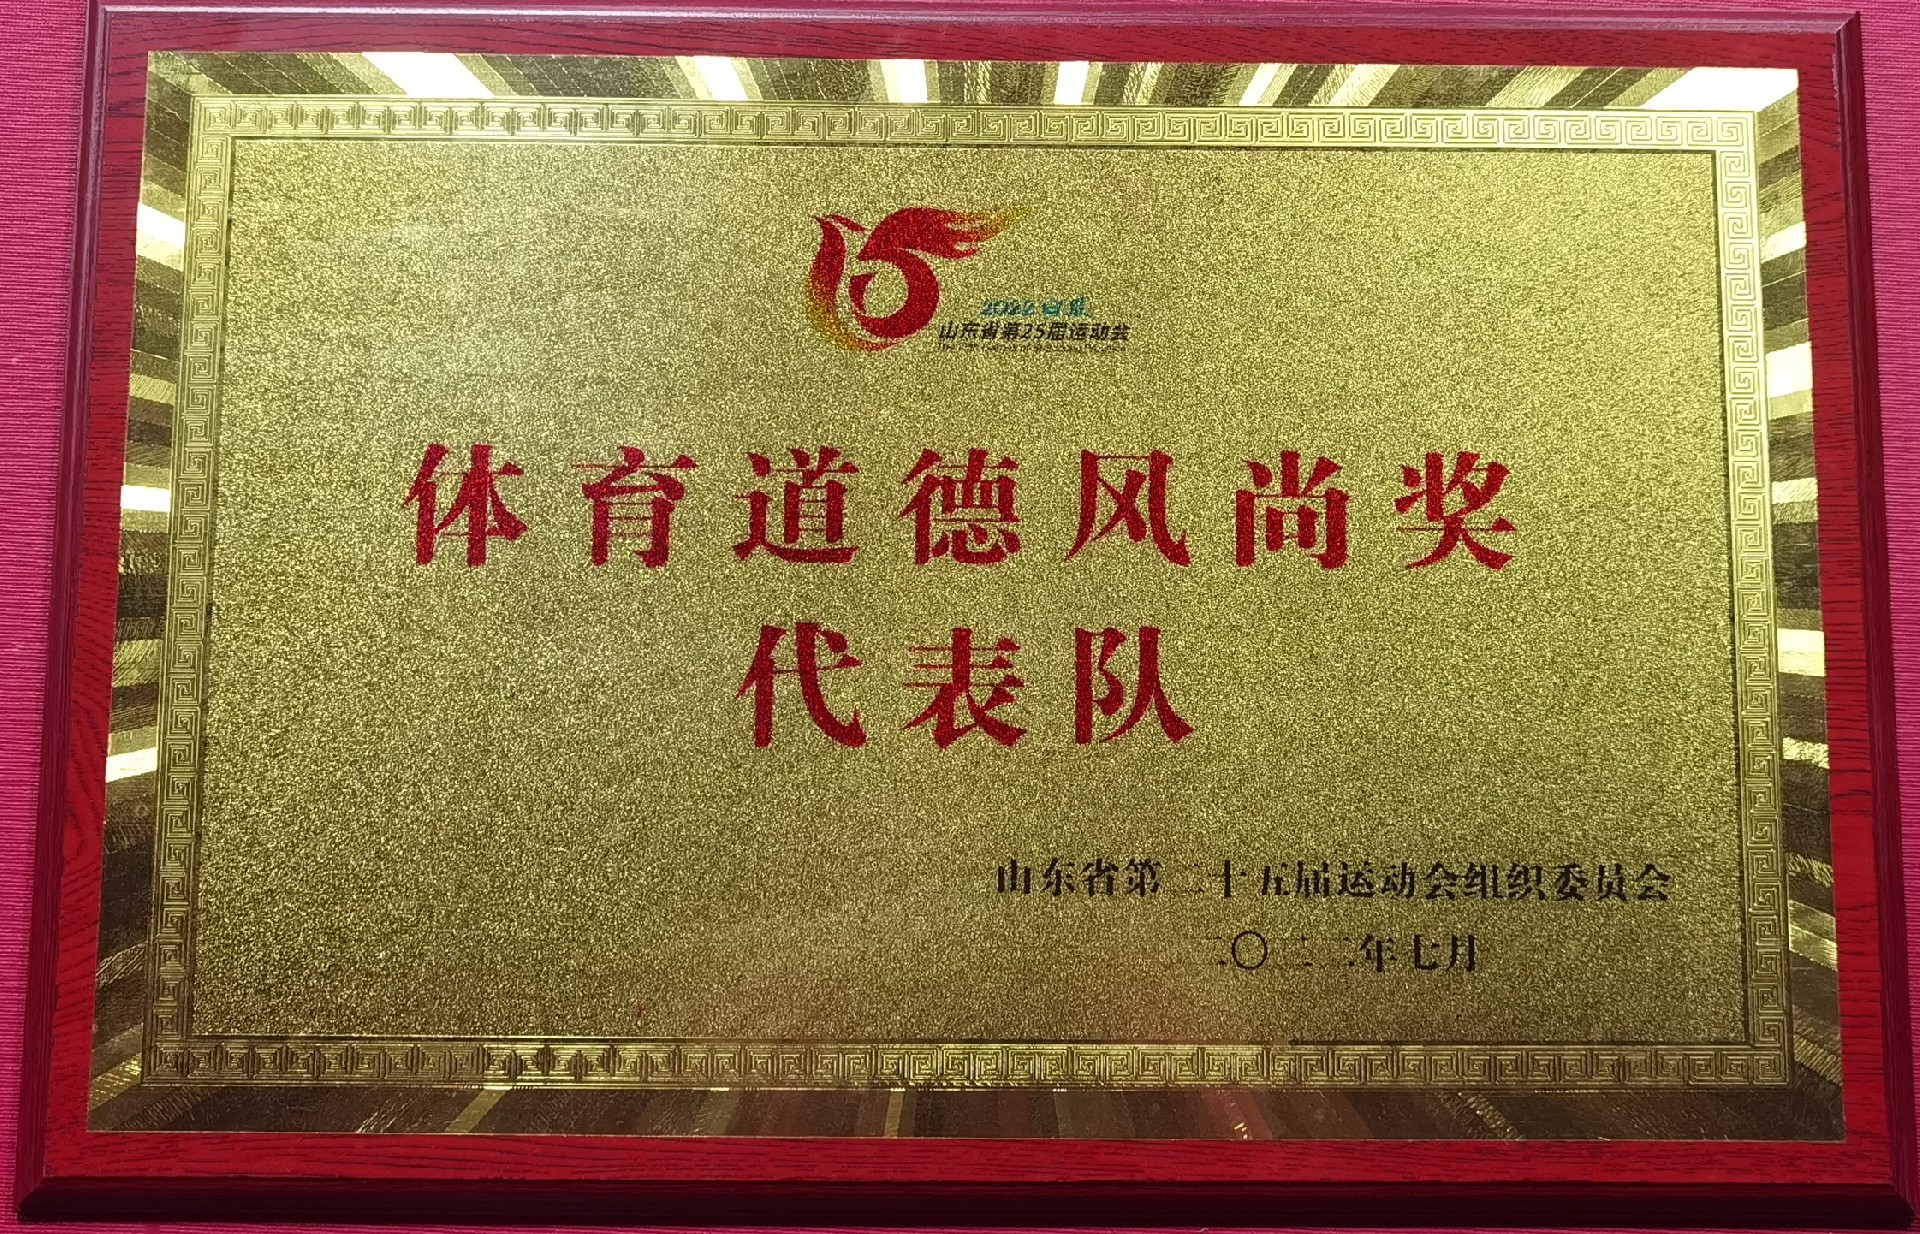 2022 日照
山东省第25届运动会
体育道德风尚奖
代表队
山东省第二十五届运动会组织委员会
二〇二二年七月